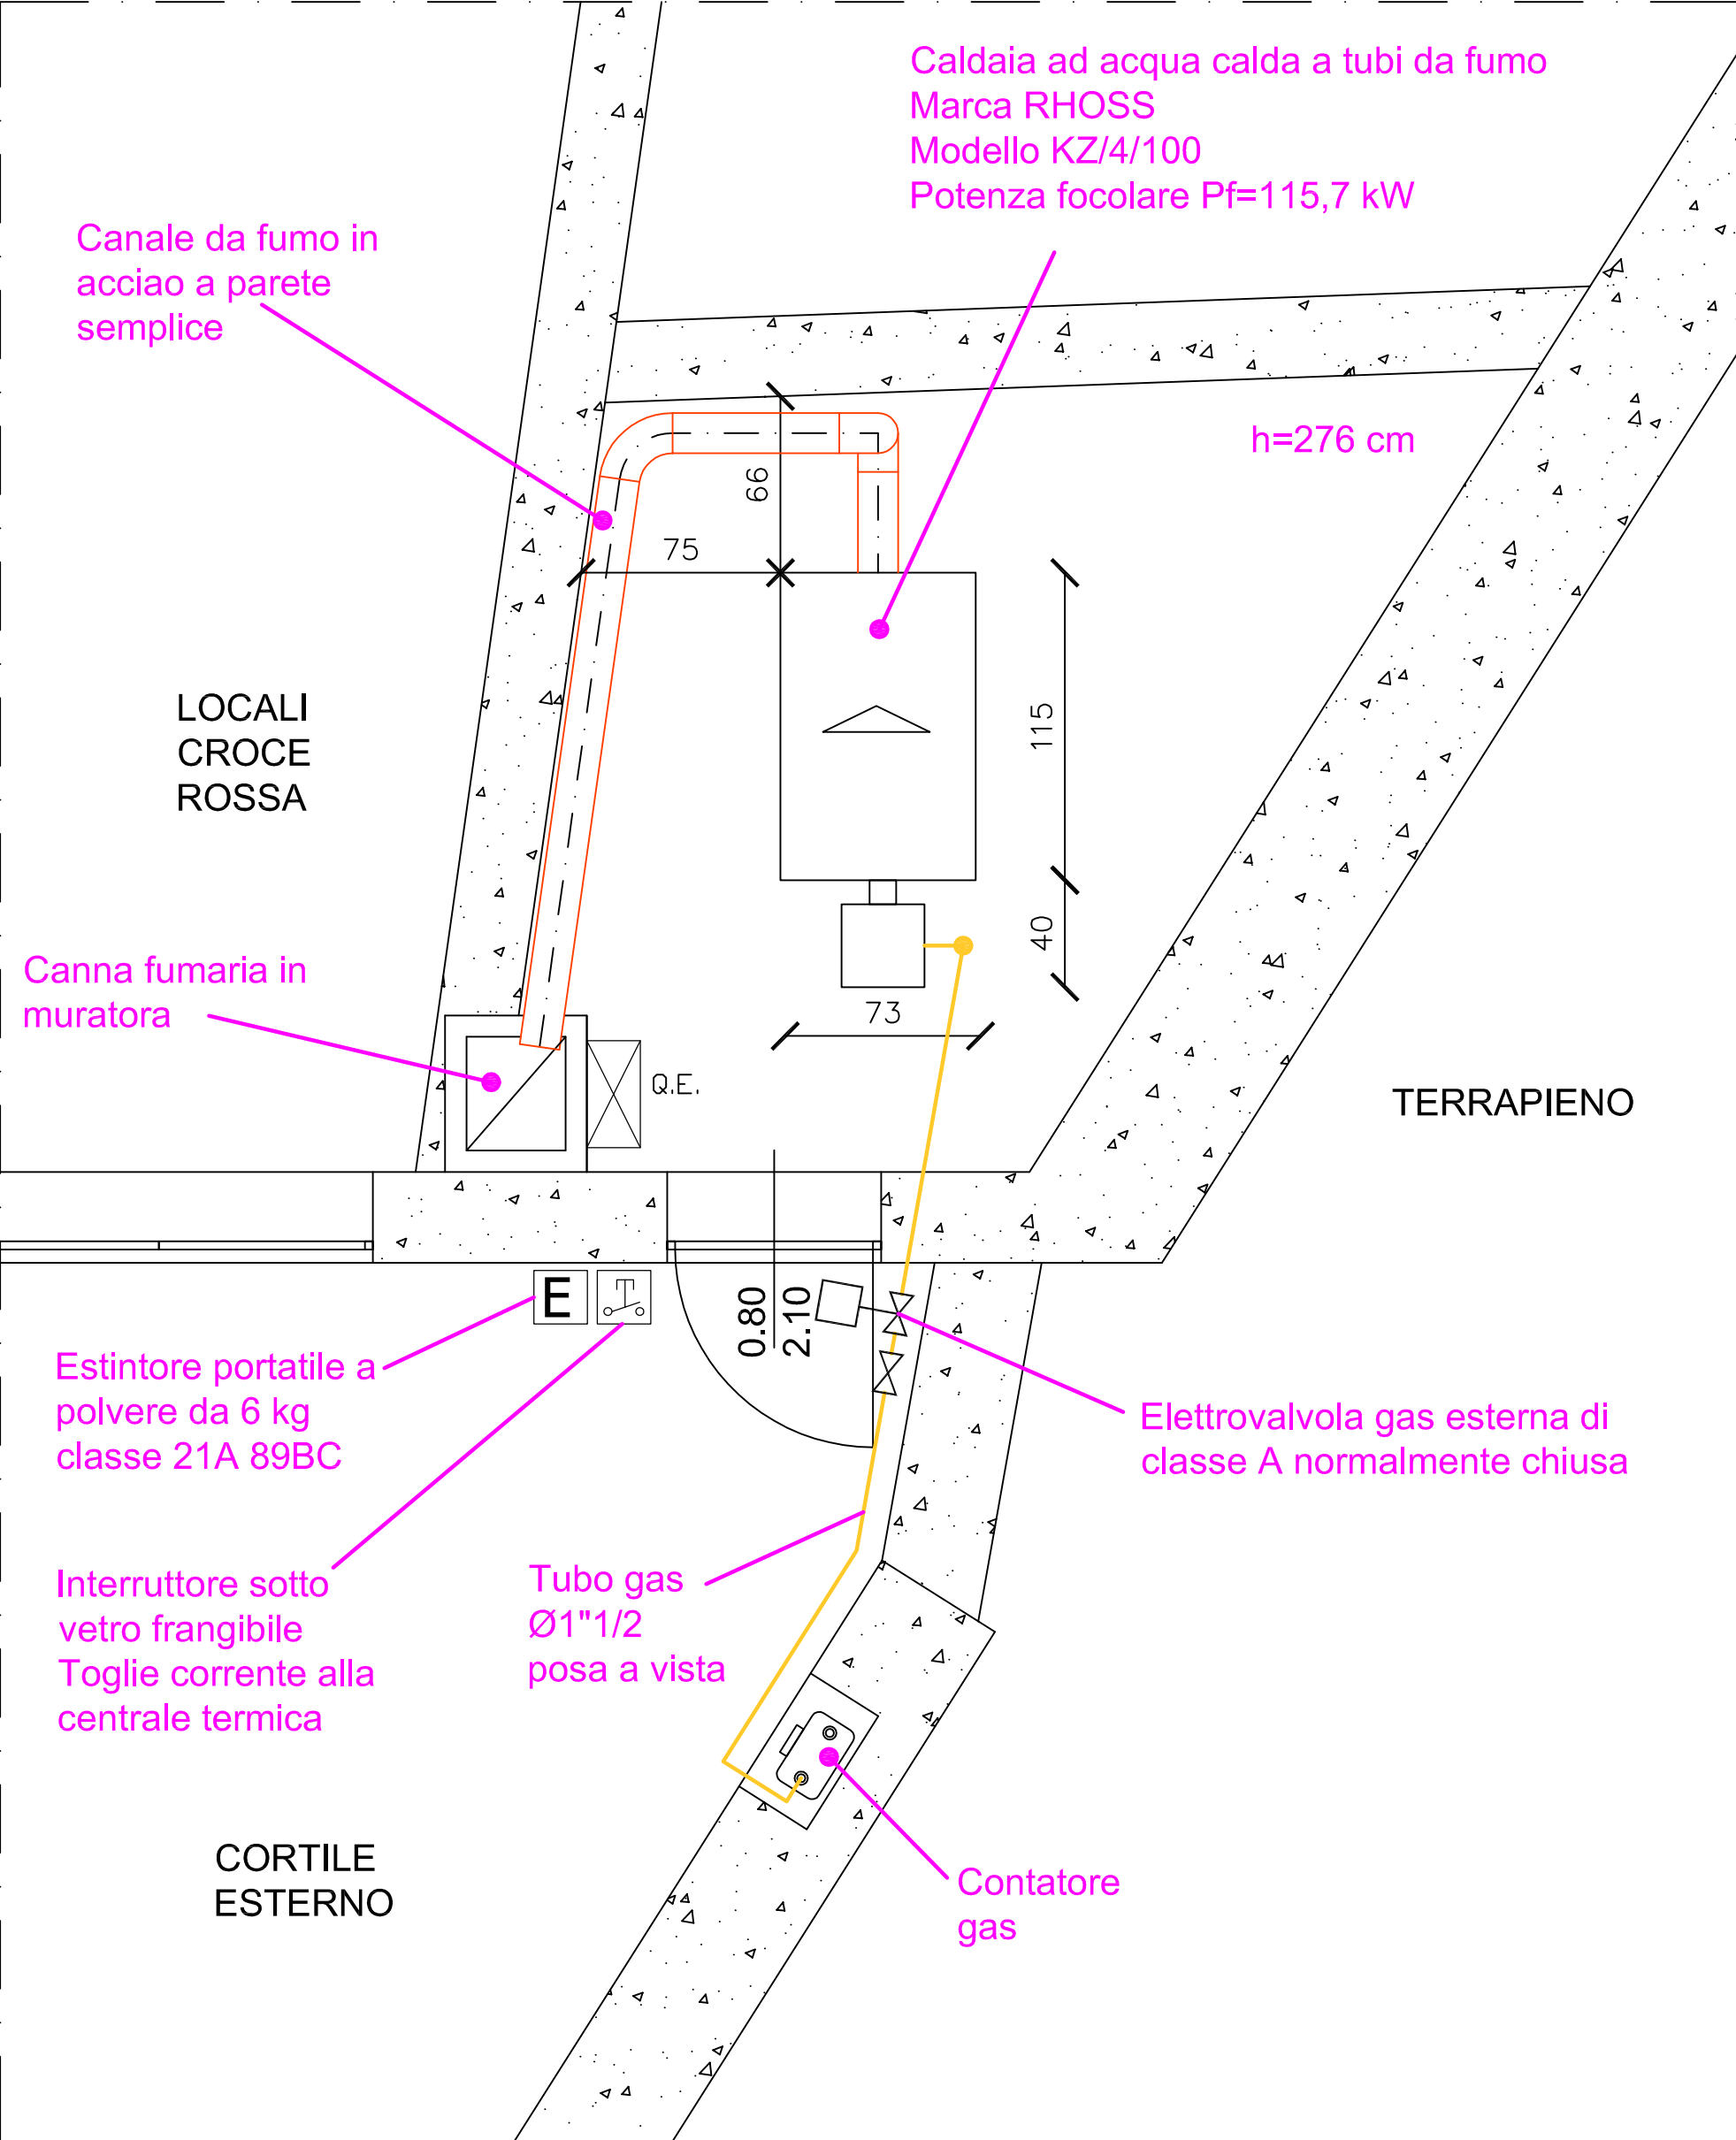 Caldaia ad acqua calda a tubi da fumo
Marca RHOSS
Modello KZ/4/100
Potenza focolare Pf=115,7 kW
Canale da fumo in
acciao a parete
semplice
h=276 cm
66
75
LOCALI
CROCE
ROSSA
115
40
73
Canna fumaria in
muratora
Q.E.
TERRAPIENO
E
0.80
2.10
Estintore portatile a
polvere da 6 kg
classe 21A 89BC
Elettrovalvola gas esterna di
classe A normalmente chiusa
Interruttore sotto
vetro frangibile
Toglie corrente alla
centrale termica
Tubo gas
Ø1"1/2
posa a vista
CORTILE
ESTERNO
Contatore
gas